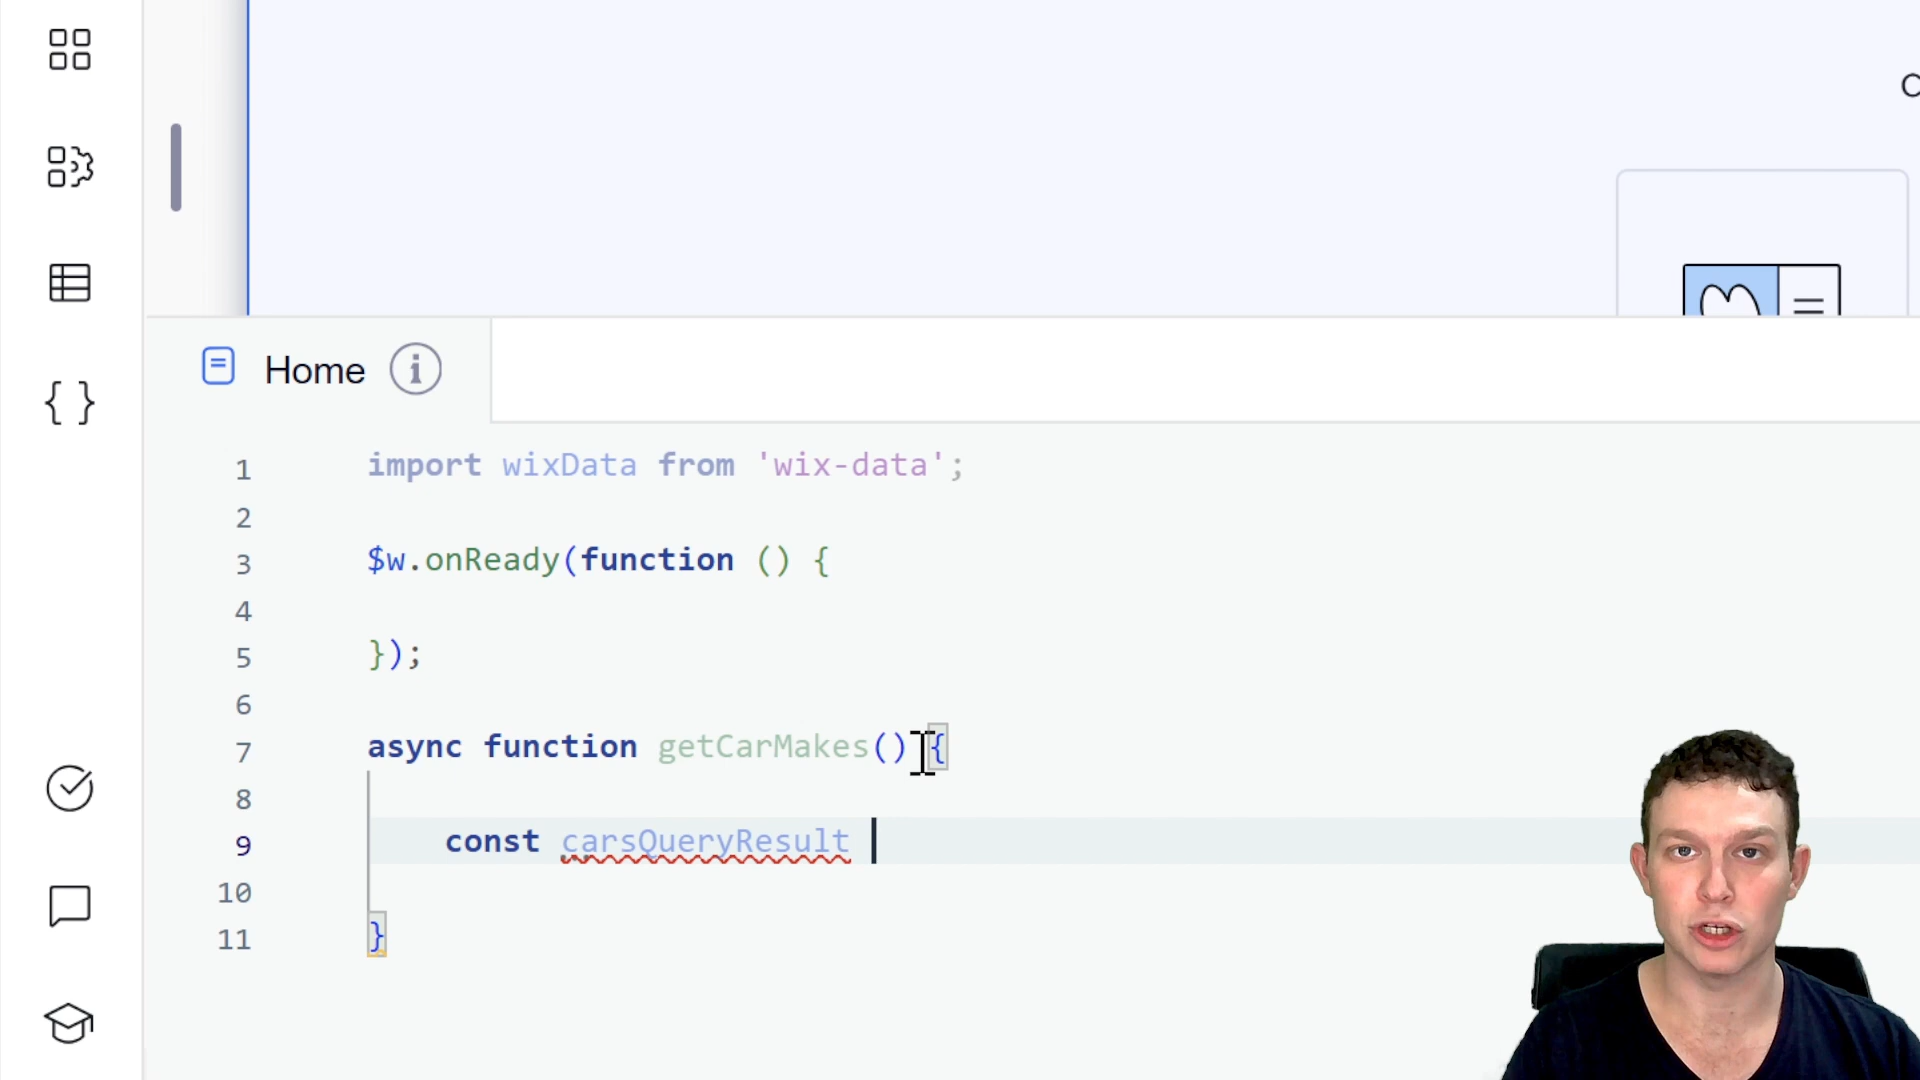 C
Home
1 import wixData from 'wix-data';
2
3 $w.onReady(function () {
4
5 });
6
7 async function getCarMakes() {
8
9 const carsQueryResult
10
11 }